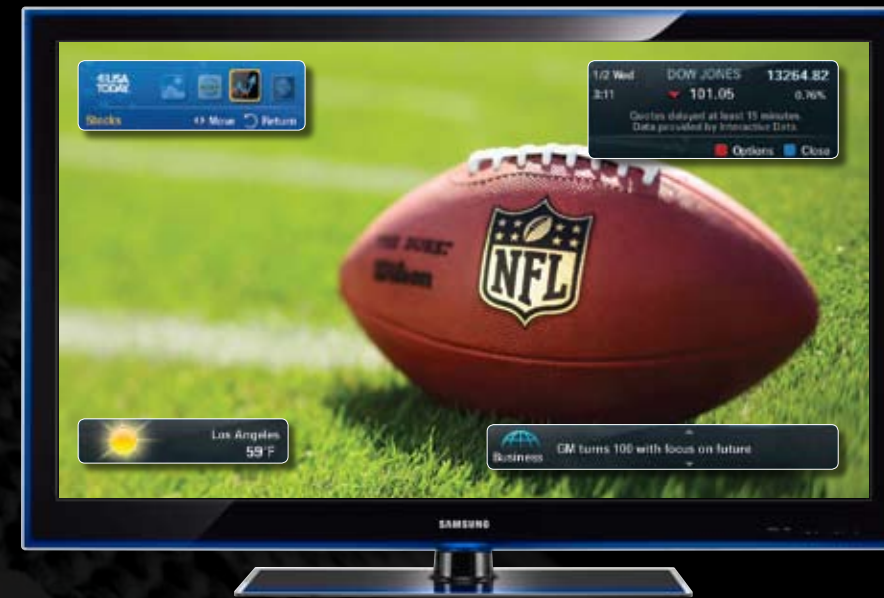 USA
TODAY
Stocks Move Return
1/2 Wed DOW JONES 13264.82
3:11 101.05 0.76%
Quotes delayed at least 15 minutes.
Data provided by Interactive Data.
Options Close
THE DUKE
Wilson
NFL
Los Angeles
59°F
Business GM turns 100 with focus on future
SAMSUNG